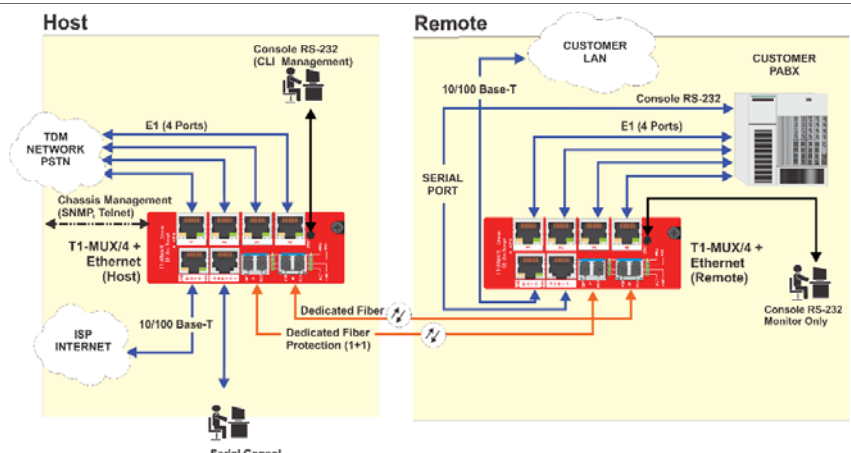 Host
Remote
Console RS-232
(CLI Management)
CUSTOMER
LAN
CUSTOMER
PABX
10/100 Base-T
Console RS-232
E1 (4 Ports)
E1 (4 Ports)
TDM
NETWORK
PSTN
SERIAL
PORT
Chassis Management
(SNMP, Telnet)
T1-MUX/4 +
Ethernet
(Host)
T1-MUX/4 +
Ethernet
(Remote)
Dedicated Fiber
10/100 Base-T
Dedicated Fiber
Protection (1+1)
ISP
INTERNET
Console RS-232
Monitor Only